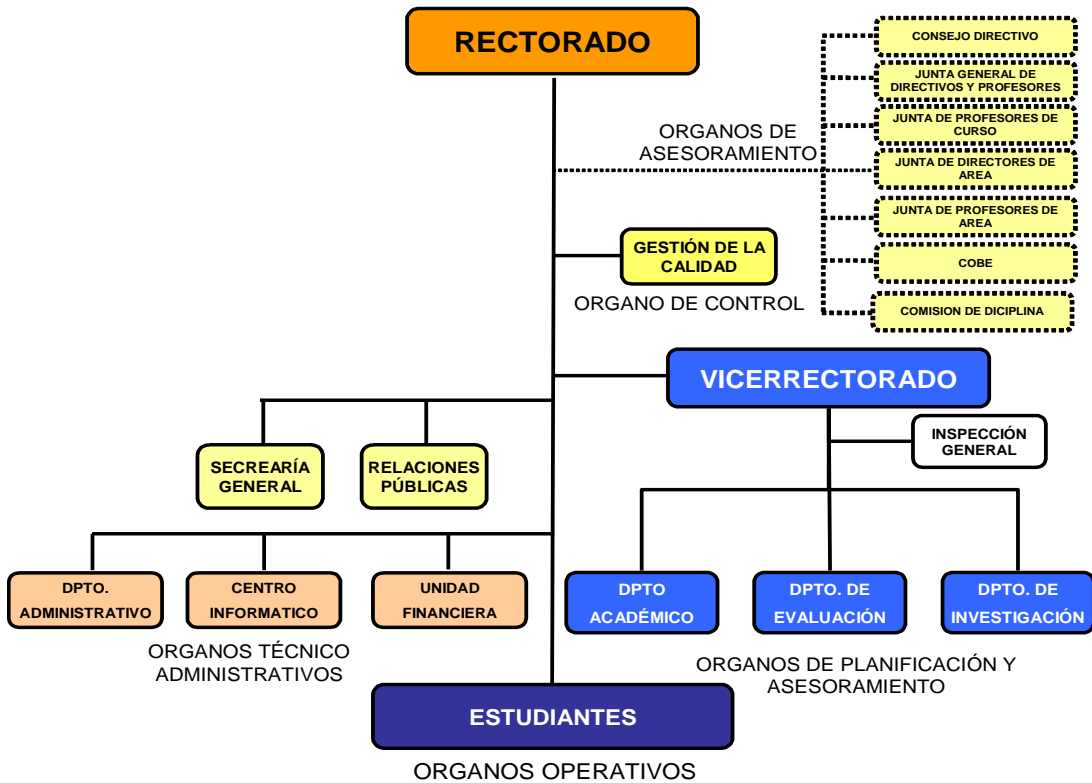 RECTORADO
CONSEJO DIRECTIVO
JUNTA GENERAL DE
DIRECTIVOS Y PROFESORES
JUNTA DE PROFESORES DE
CURSO
ORGANOS DE
ASESORAMIENTO
JUNTA DE DIRECTORES DE
AREA
JUNTA DE PROFESORES DE
AREA
GESTIÓN DE LA
CALIDAD
COBE
ORGANO DE CONTROL
COMISION DE DICIPLINA
VICERRECTORADO
INSPECCIÓN
GENERAL
SECREARÍA
GENERAL
RELACIONES
PÚBLICAS
DPTO.
ADMINISTRATIVO
CENTRO
INFORMATICO
UNIDAD
FINANCIERA
DPTO
ACADÉMICO
DPTO. DE
EVALUACIÓN
DPTO. DE
INVESTIGACIÓN
ORGANOS TÉCNICO
ADMINISTRATIVOS
ORGANOS DE PLANIFICACIÓN Y
ASESORAMIENTO
ESTUDIANTES
ORGANOS OPERATIVOS